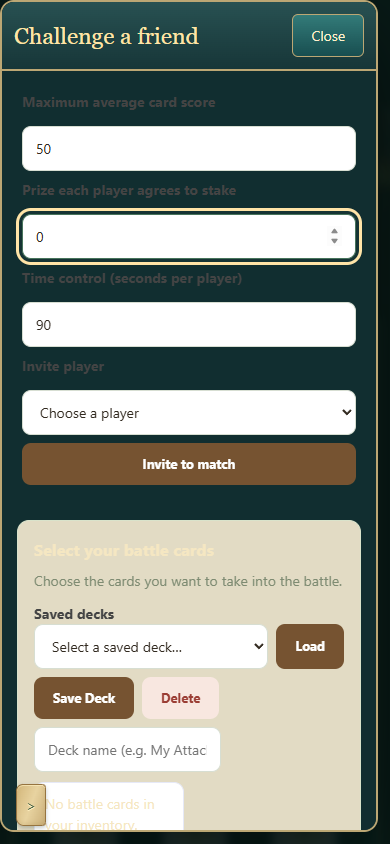 Challenge a friend
Close
Maximum average card score
50
Prize each player agrees to stake
0
Time control (seconds per player)
90
Invite player
Choose a player
Invite to match
Select your battle cards
Choose the cards you want to take into the battle.
Saved decks
Select a saved deck...
Load
Save Deck
Delete
Deck name (e.g. My Attac
>
No battle cards in
your inventory.